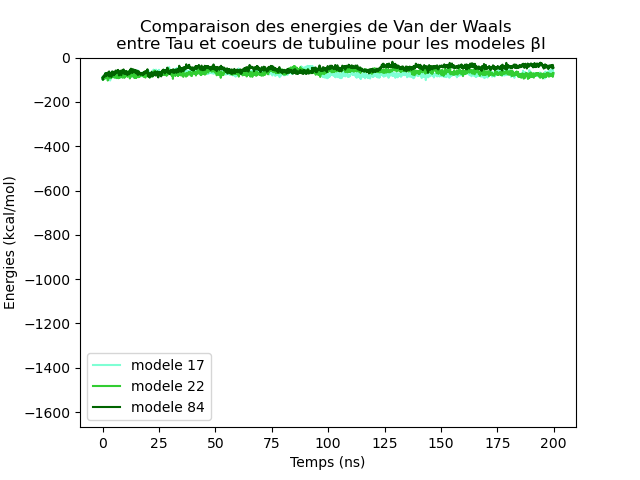 Comparaison des energies de Van der Waals
entre Tau et coeurs de tubuline pour les modeles βI
Energies (kcal/mol)
0
−200
−400
−600
−800
−1000
−1200
−1400
−1600
modele 17
modele 22
modele 84
0 25 50 75 100 125 150 175 200
Temps (ns)